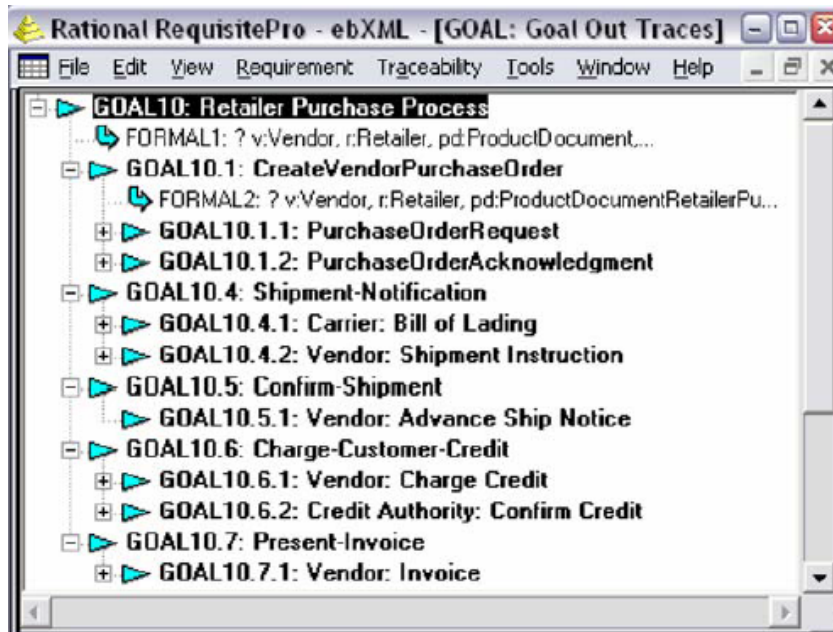 Rational RequisitePro - ebXML - [GOAL: Goal Out Traces]
File Edit View Requirement Traceability Tools Window Help
GOAL10: Retailer Purchase Process
FORMAL1: ? v:Vendor, r:Retailer, pd:ProductDocument,...
GOAL10.1: CreateVendorPurchaseOrder
FORMAL2: ? v:Vendor, r:Retailer, pd:ProductDocumentRetailerPu...
GOAL10.1.1: PurchaseOrderRequest
GOAL10.1.2: PurchaseOrderAcknowledgment
GOAL10.4: Shipment-Notification
GOAL10.4.1: Carrier: Bill of Lading
GOAL10.4.2: Vendor: Shipment Instruction
GOAL10.5: Confirm-Shipment
GOAL10.5.1: Vendor: Advance Ship Notice
GOAL10.6: Charge-Customer-Credit
GOAL10.6.1: Vendor: Charge Credit
GOAL10.6.2: Credit Authority: Confirm Credit
GOAL10.7: Present-Invoice
GOAL10.7.1: Vendor: Invoice